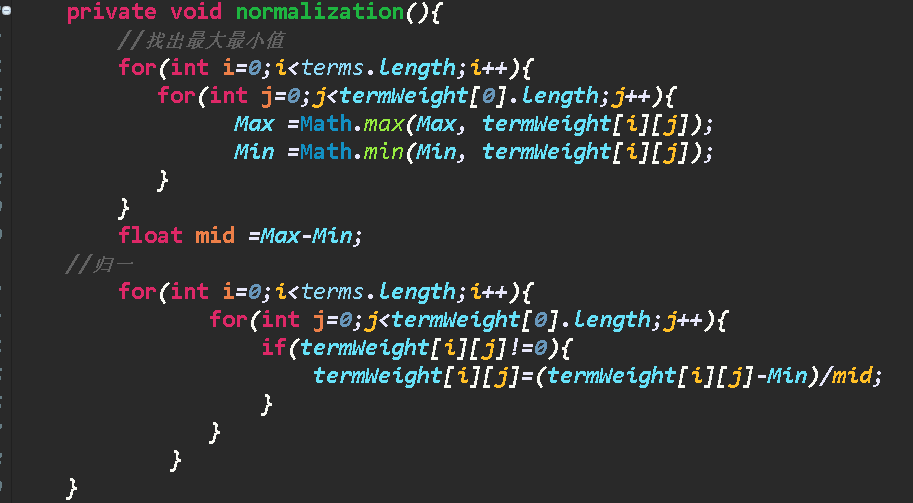 private void normalization(){
//找出最大最小值
for(int i=0;i<terms.length;i++){
for(int j=0;j<termWeight[0].length;j++){
Max =Math.max(Max, termWeight[i][j]);
Min =Math.min(Min, termWeight[i][j]);
}
}
float mid =Max-Min;
//归一
for(int i=0;i<terms.length;i++){
for(int j=0;j<termWeight[0].length;j++){
if(termWeight[i][j]!=0){
termWeight[i][j]=(termWeight[i][j]-Min)/mid;
}
}
}
}